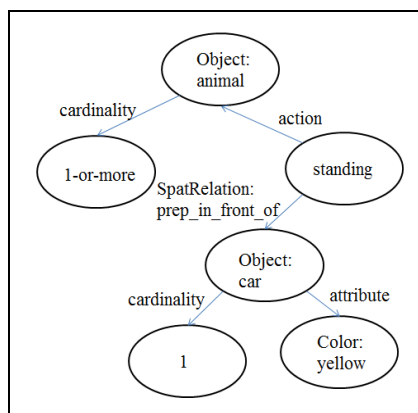 Object:
animal
cardinality
action
1-or-more
standing
SpatRelation:
prep_in_front_of
Object:
car
cardinality
attribute
1
Color:
yellow